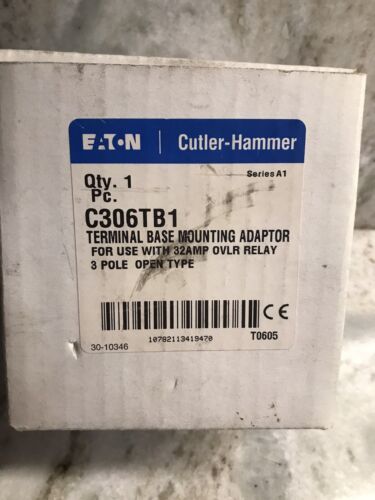 EATON Cutler-Hammer
Series A1
Qty. 1
Pc.
C306TB1
TERMINAL BASE MOUNTING ADAPTOR
FOR USE WITH 32AMP OVLR RELAY
3 POLE OPEN TYPE
CE
30-10346 10782113419470 T0605